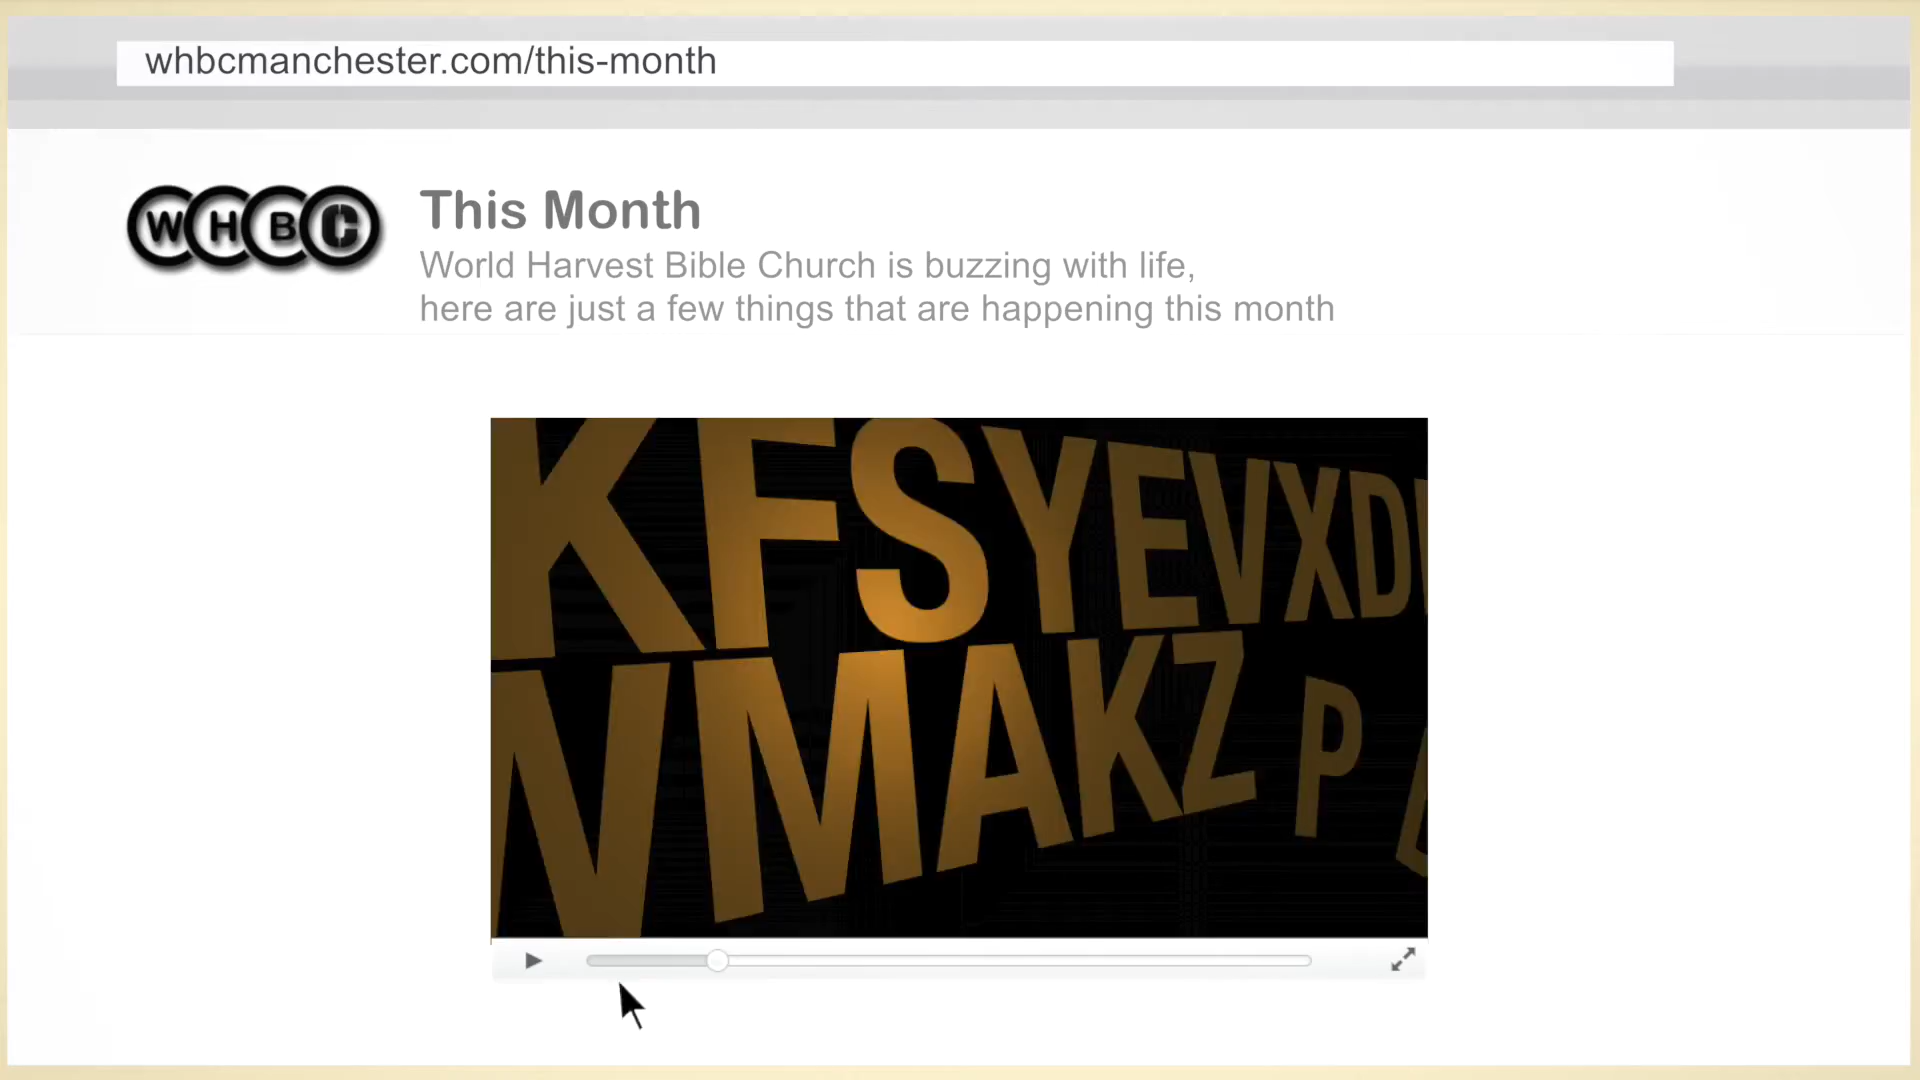 whbcmanchester.com/this-month
WHBC
This Month
World Harvest Bible Church is buzzing with life,
here are just a few things that are happening this month
KFSYEVXD
VMAKZ P